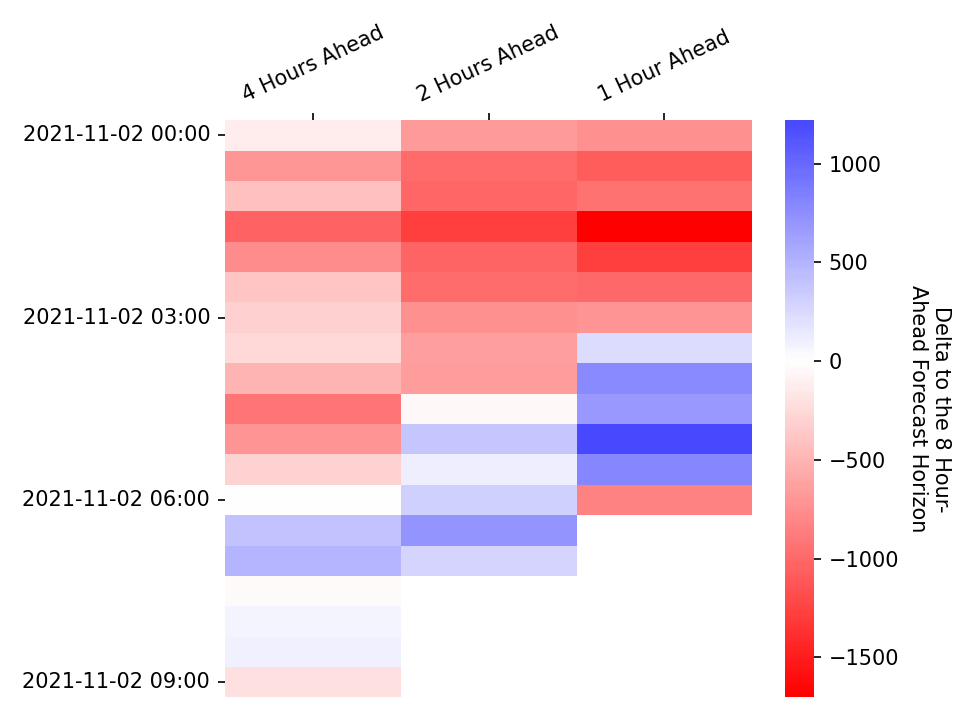 4 Hours Ahead
2 Hours Ahead
1 Hour Ahead
2021-11-02 00:00
2021-11-02 03:00
2021-11-02 06:00
2021-11-02 09:00
1000
500
0
−500
−1000
−1500
Delta to the 8 Hour-
Ahead Forecast Horizon